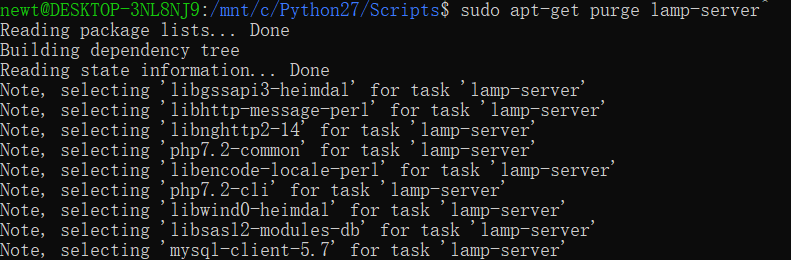 newt@DESKTOP-3NL8NJ9:/mnt/c/Python27/Scripts$ sudo apt-get purge lamp-server^
Reading package lists... Done
Building dependency tree
Reading state information... Done
Note, selecting 'libgssapi3-heimdal' for task 'lamp-server'
Note, selecting 'libhttp-message-perl' for task 'lamp-server'
Note, selecting 'libnghttp2-14' for task 'lamp-server'
Note, selecting 'php7.2-common' for task 'lamp-server'
Note, selecting 'libencode-locale-perl' for task 'lamp-server'
Note, selecting 'php7.2-cli' for task 'lamp-server'
Note, selecting 'libwind0-heimdal' for task 'lamp-server'
Note, selecting 'libsasl2-modules-db' for task 'lamp-server'
Note, selecting 'mysql-client-5.7' for task 'lamp-server'